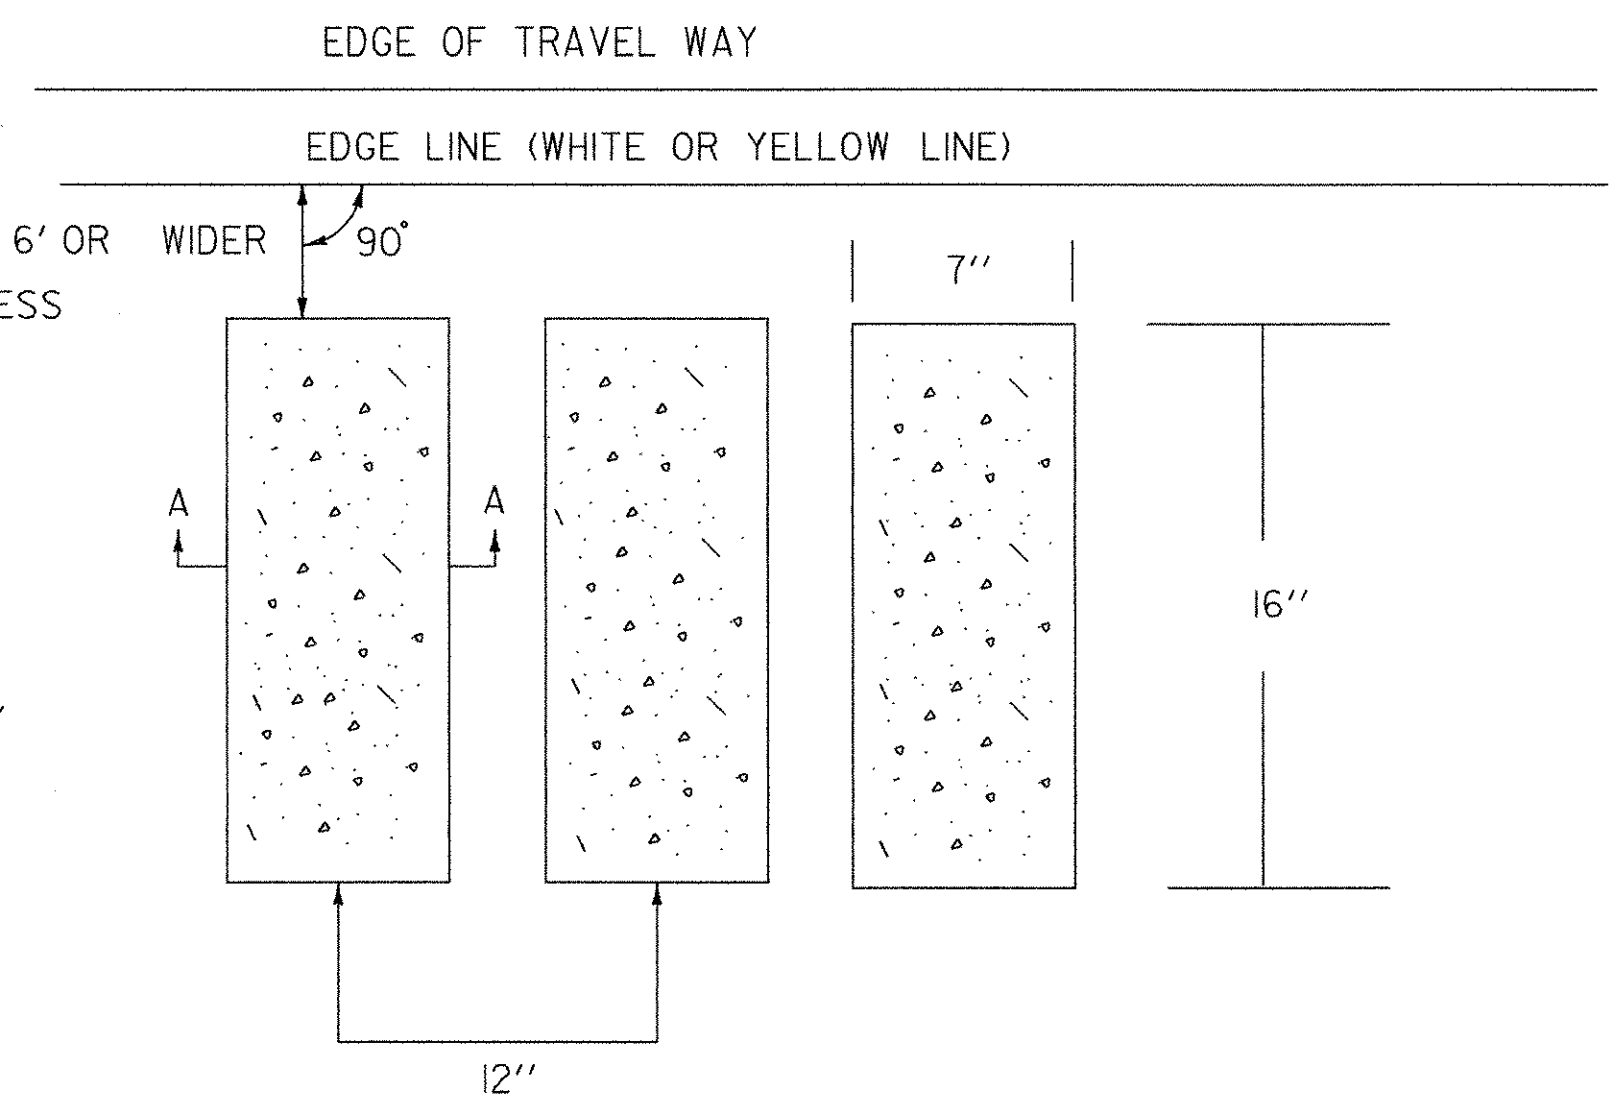 EDGE OF TRAVEL WAY
EDGE LINE (WHITE OR YELLOW LINE)
6' OR WIDER 90°
ESS
7''
A A
16''
12''